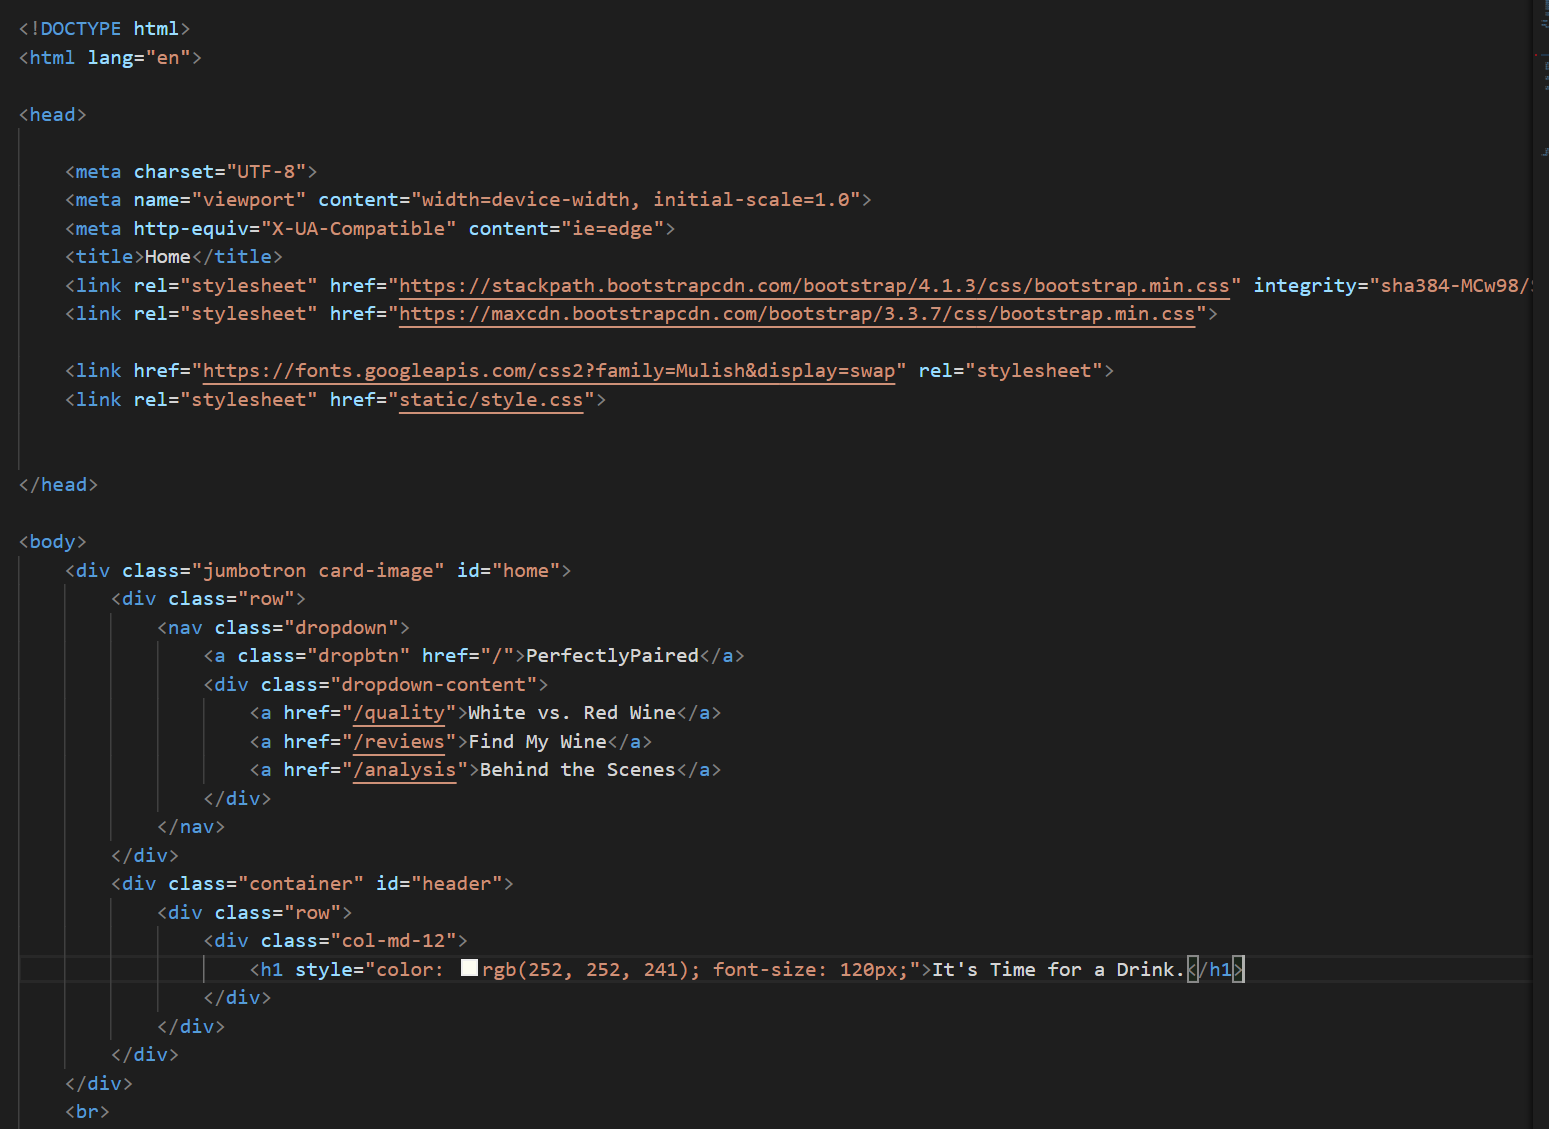 <!DOCTYPE html>
<html lang="en">
<head>
<meta charset="UTF-8">
<meta name="viewport" content="width=device-width, initial-scale=1.0">
<meta http-equiv="X-UA-Compatible" content="ie=edge">
<title>Home</title>
<link rel="stylesheet" href="https://stackpath.bootstrapcdn.com/bootstrap/4.1.3/css/bootstrap.min.css" integrity="sha384-MCw98/
<link rel="stylesheet" href="https://maxcdn.bootstrapcdn.com/bootstrap/3.3.7/css/bootstrap.min.css">
<link href="https://fonts.googleapis.com/css2?family=Mulish&display=swap" rel="stylesheet">
<link rel="stylesheet" href="static/style.css">
</head>
<body>
<div class="jumbotron card-image" id="home">
<div class="row">
<nav class="dropdown">
<a class="dropbtn" href="/">PerfectlyPaired</a>
<div class="dropdown-content">
<a href="/quality">White vs. Red Wine</a>
<a href="/reviews">Find My Wine</a>
<a href="/analysis">Behind the Scenes</a>
</div>
</nav>
</div>
<div class="container" id="header">
<div class="row">
<div class="col-md-12">
<h1 style="color: rgb(252, 252, 241); font-size: 120px;">It's Time for a Drink.</h1>
</div>
</div>
</div>
</div>
<br>